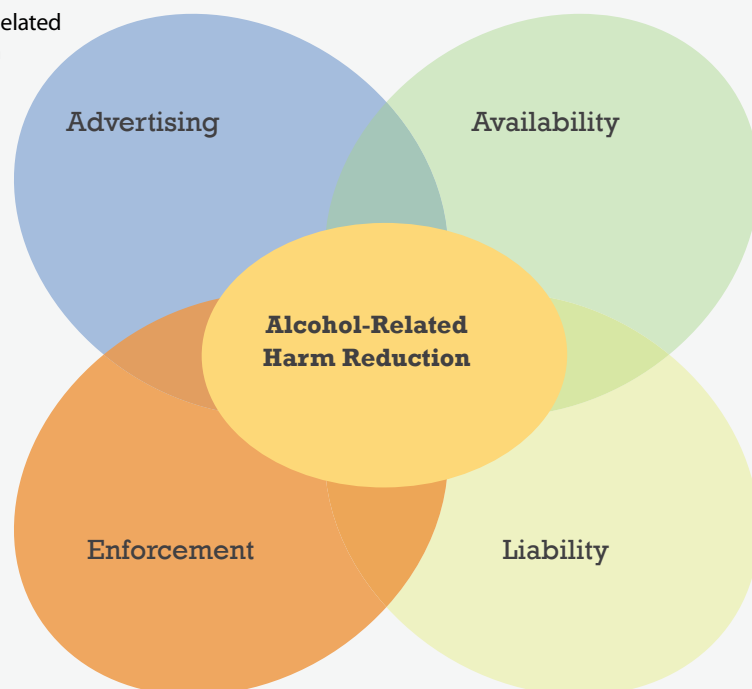 elated
Advertising
Availability
Alcohol-Related
Harm Reduction
Enforcement
Liability